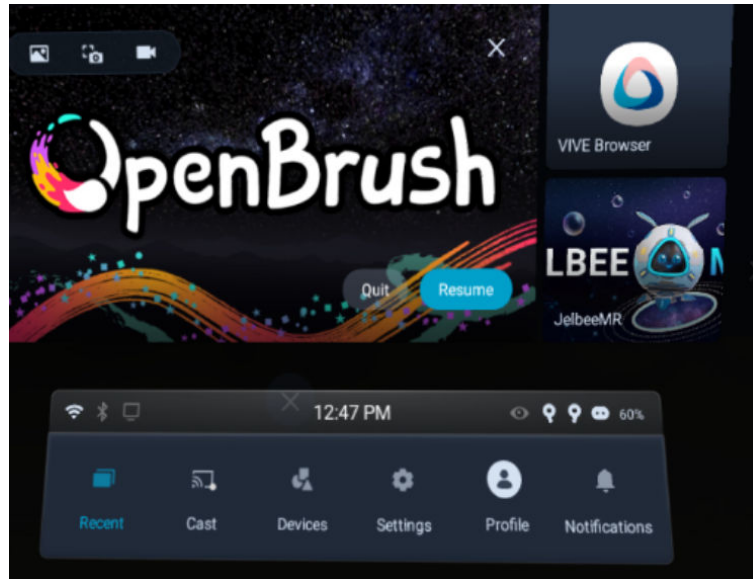 OpenBrush
Quit
Resume
VIVE Browser
LBEE
M
JelbeeMR
12:47 PM
60%
Recent
Cast
Devices
Settings
Profile
Notifications